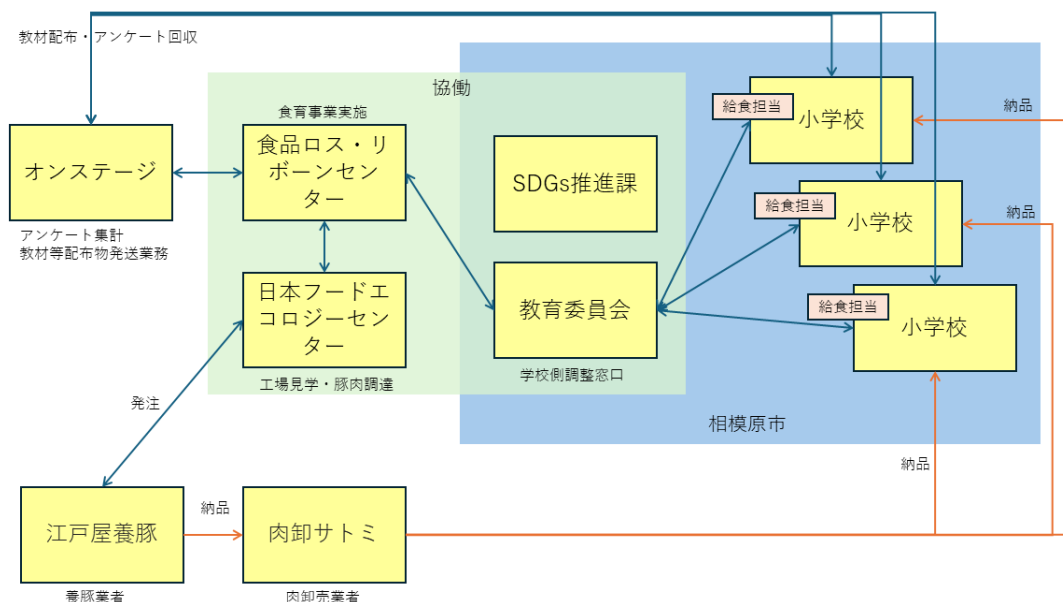 教材配布・アンケート回収
協働
食育事業実施
給食担当
小学校
納品
オンステージ
食品ロス・リ
ボーンセン
ター
SDGs推進課
給食担当
小学校
納品
アンケート集計
教材等配布物発送業務
日本フードエ
コロジーセン
ター
教育委員会
給食担当
小学校
工場見学・豚肉調達
学校側調整窓口
発注
相模原市
納品
江戸屋養豚
納品
肉卸サトミ
養豚業者
肉卸売業者